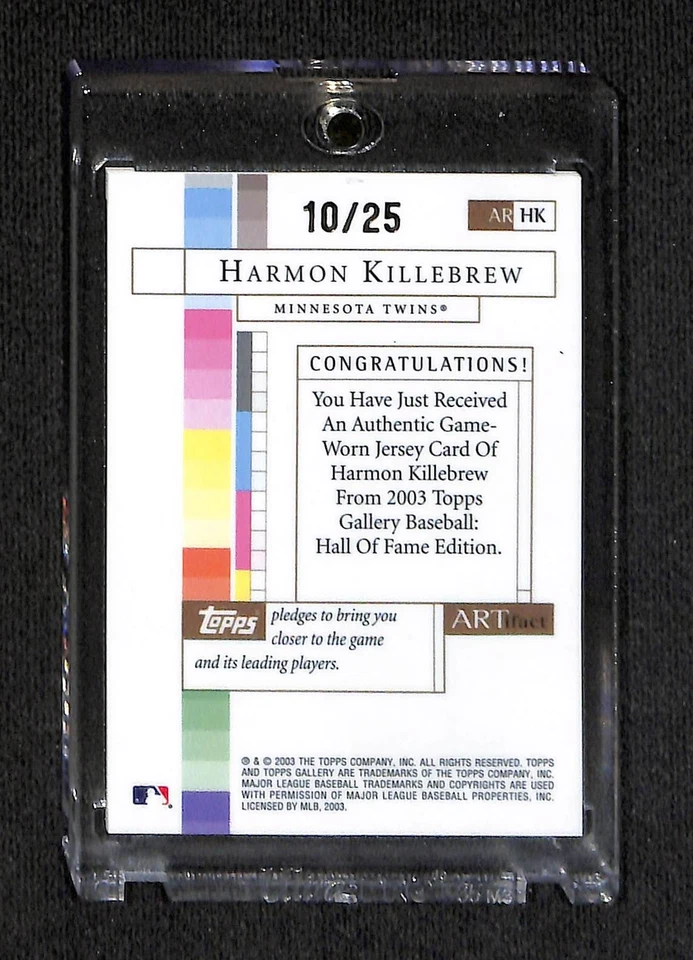 10/25
AR HK
HARMON KILLEBREW
MINNESOTA TWINS®
CONGRATULATIONS!
You Have Just Received
An Authentic Game-
Worn Jersey Card Of
Harmon Killebrew
From 2003 Topps
Gallery Baseball:
Hall Of Fame Edition.
Topps pledges to bring you
closer to the game
and its leading players.
ARTifact
® & © 2003 THE TOPPS COMPANY, INC. ALL RIGHTS RESERVED. TOPPS
AND TOPPS GALLERY ARE TRADEMARKS OF THE TOPPS COMPANY, INC.
MAJOR LEAGUE BASEBALL TRADEMARKS AND COPYRIGHTS ARE USED
WITH PERMISSION OF MAJOR LEAGUE BASEBALL PROPERTIES, INC.
LICENSED BY MLB, 2003.